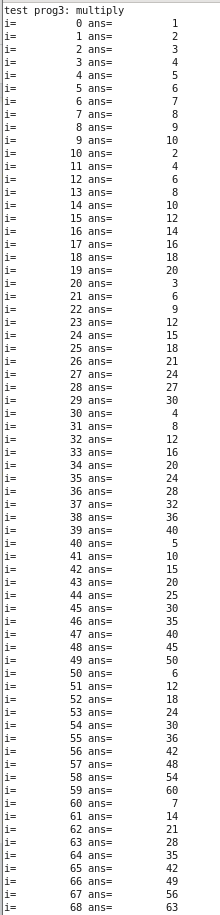 test prog3: multiply
i= 0 ans= 1
i= 1 ans= 2
i= 2 ans= 3
i= 3 ans= 4
i= 4 ans= 5
i= 5 ans= 6
i= 6 ans= 7
i= 7 ans= 8
i= 8 ans= 9
i= 9 ans= 10
i= 10 ans= 2
i= 11 ans= 4
i= 12 ans= 6
i= 13 ans= 8
i= 14 ans= 10
i= 15 ans= 12
i= 16 ans= 14
i= 17 ans= 16
i= 18 ans= 18
i= 19 ans= 20
i= 20 ans= 3
i= 21 ans= 6
i= 22 ans= 9
i= 23 ans= 12
i= 24 ans= 15
i= 25 ans= 18
i= 26 ans= 21
i= 27 ans= 24
i= 28 ans= 27
i= 29 ans= 30
i= 30 ans= 4
i= 31 ans= 8
i= 32 ans= 12
i= 33 ans= 16
i= 34 ans= 20
i= 35 ans= 24
i= 36 ans= 28
i= 37 ans= 32
i= 38 ans= 36
i= 39 ans= 40
i= 40 ans= 5
i= 41 ans= 10
i= 42 ans= 15
i= 43 ans= 20
i= 44 ans= 25
i= 45 ans= 30
i= 46 ans= 35
i= 47 ans= 40
i= 48 ans= 45
i= 49 ans= 50
i= 50 ans= 6
i= 51 ans= 12
i= 52 ans= 18
i= 53 ans= 24
i= 54 ans= 30
i= 55 ans= 36
i= 56 ans= 42
i= 57 ans= 48
i= 58 ans= 54
i= 59 ans= 60
i= 60 ans= 7
i= 61 ans= 14
i= 62 ans= 21
i= 63 ans= 28
i= 64 ans= 35
i= 65 ans= 42
i= 66 ans= 49
i= 67 ans= 56
i= 68 ans= 63